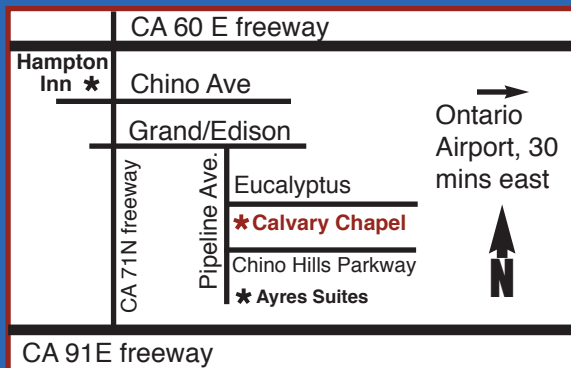 CA 60 E freeway
Hampton
Inn *
Chino Ave
Grand/Edison
Ontario
Airport, 30
mins east
CA 71N freeway
Pipeline Ave.
Eucalyptus
* Calvary Chapel
Chino Hills Parkway
* Ayres Suites
N
CA 91E freeway